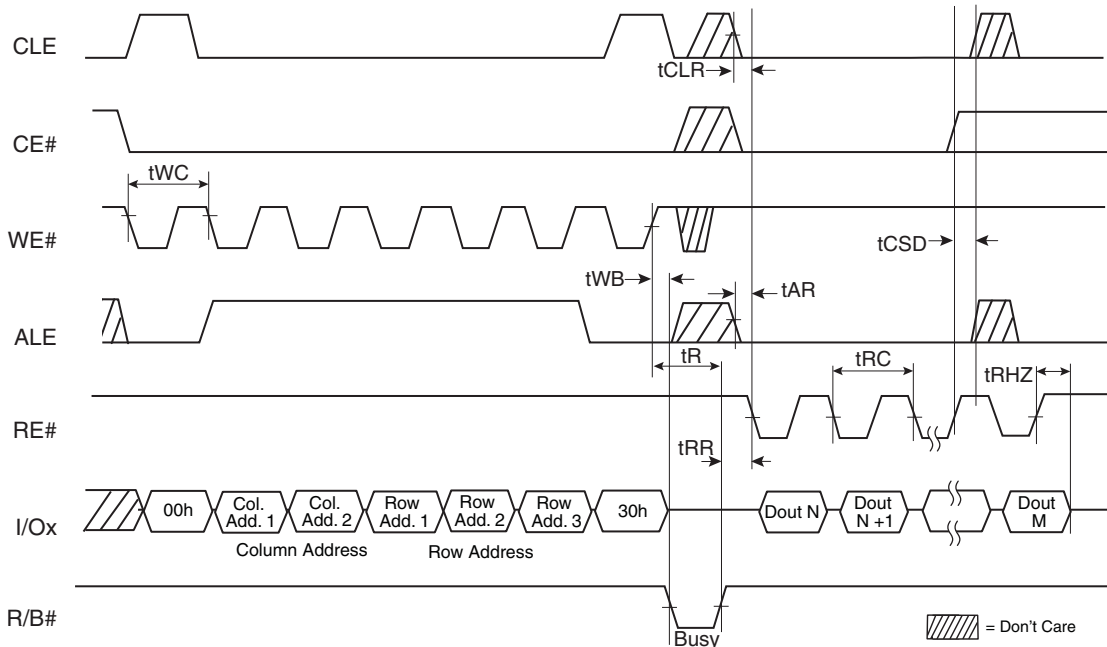 CLE
tCLR
CE#
tWC
WE#
tCSD
tWB
tAR
ALE
tR
tRC
tRHZ
RE#
tRR
I/Ox
00h
Col.
Add. 1
Col.
Add. 2
Row
Add. 1
Row
Add. 2
Row
Add. 3
30h
Dout N
Dout
N +1
Dout
M
Column Address
Row Address
R/B#
Busy
= Don't Care